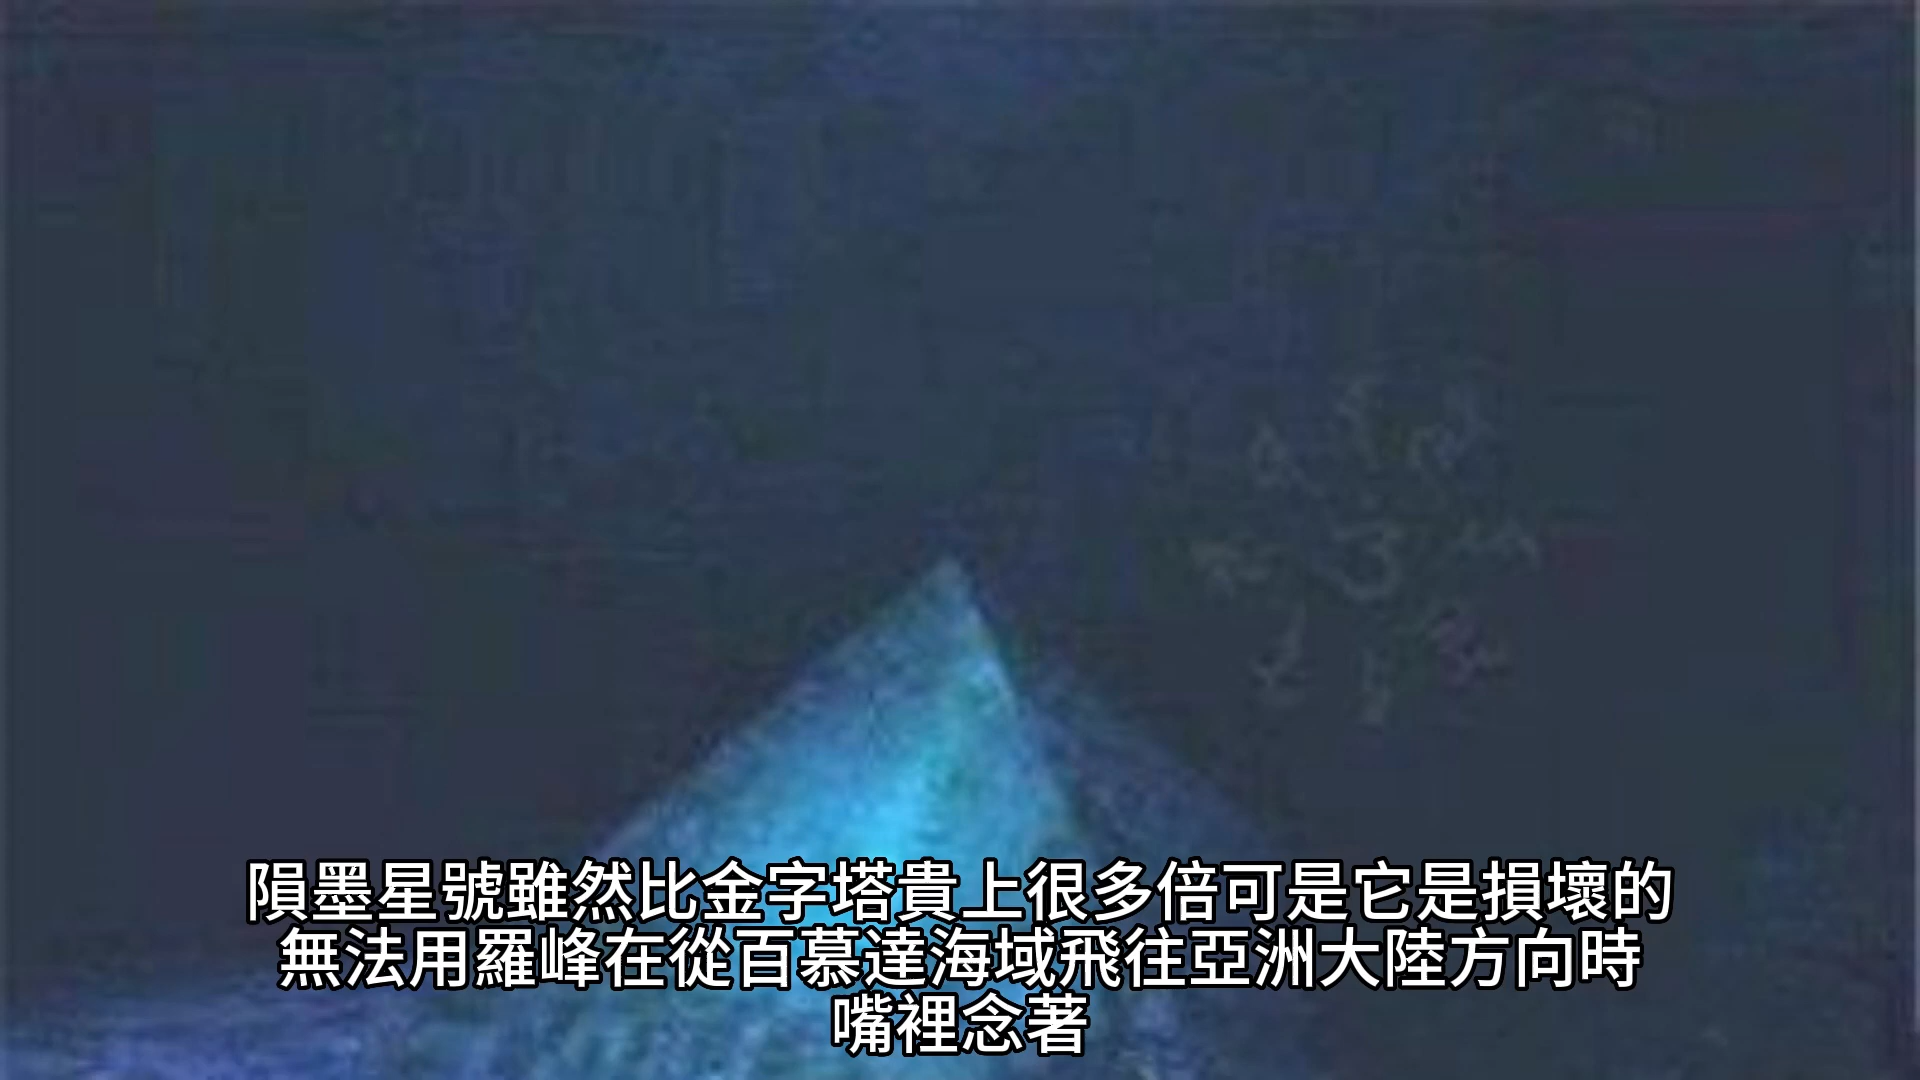 隕墨星號雖然比金字塔貴上很多倍可是它是損壞的
無法用羅峰在從百慕達海域飛往亞洲大陸方向時
嘴裡念著